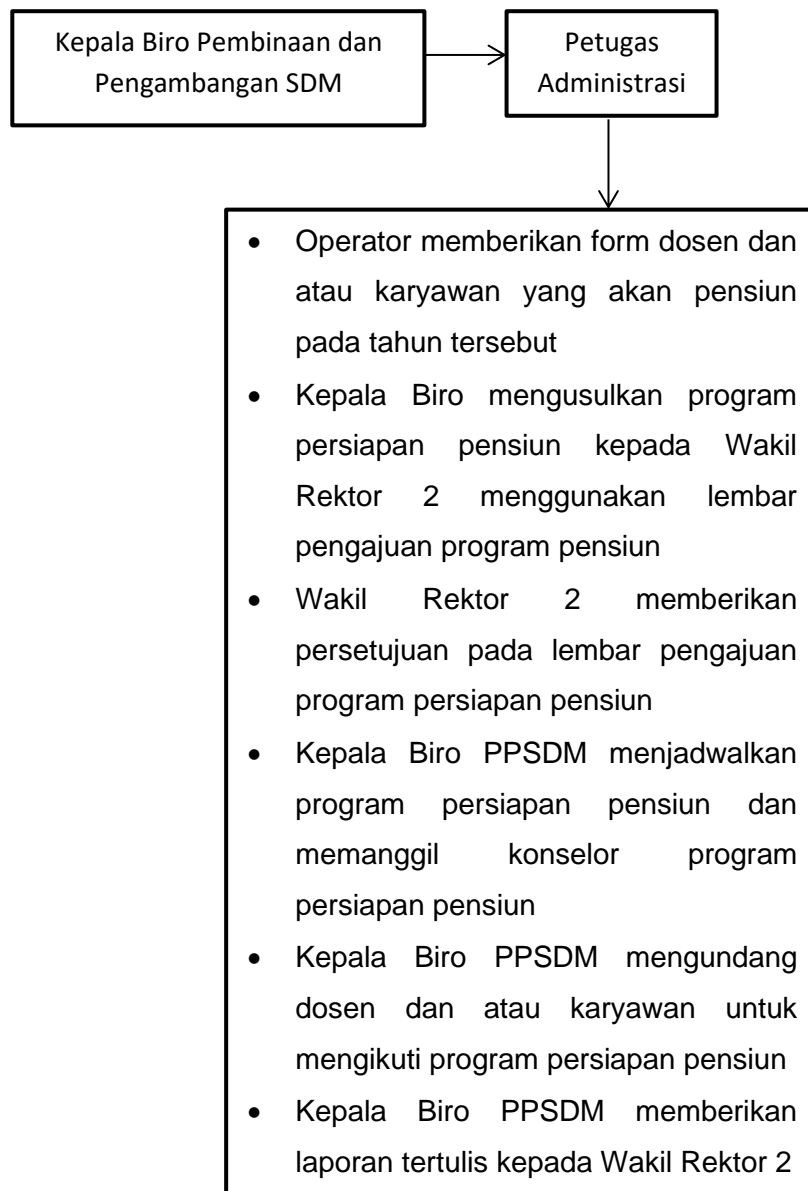 Kepala Biro Pembinaan dan
Pengambangan SDM
Petugas
Administrasi
• Operator memberikan form dosen dan
atau karyawan yang akan pensiun
pada tahun tersebut
• Kepala Biro mengusulkan program
persiapan pensiun kepada Wakil
Rektor 2 menggunakan lembar
pengajuan program pensiun
• Wakil Rektor 2 memberikan
persetujuan pada lembar pengajuan
program persiapan pensiun
• Kepala Biro PPSDM menjadwalkan
program persiapan pensiun dan
memanggil konselor program
persiapan pensiun
• Kepala Biro PPSDM mengundang
dosen dan atau karyawan untuk
mengikuti program persiapan pensiun
• Kepala Biro PPSDM memberikan
laporan tertulis kepada Wakil Rektor 2